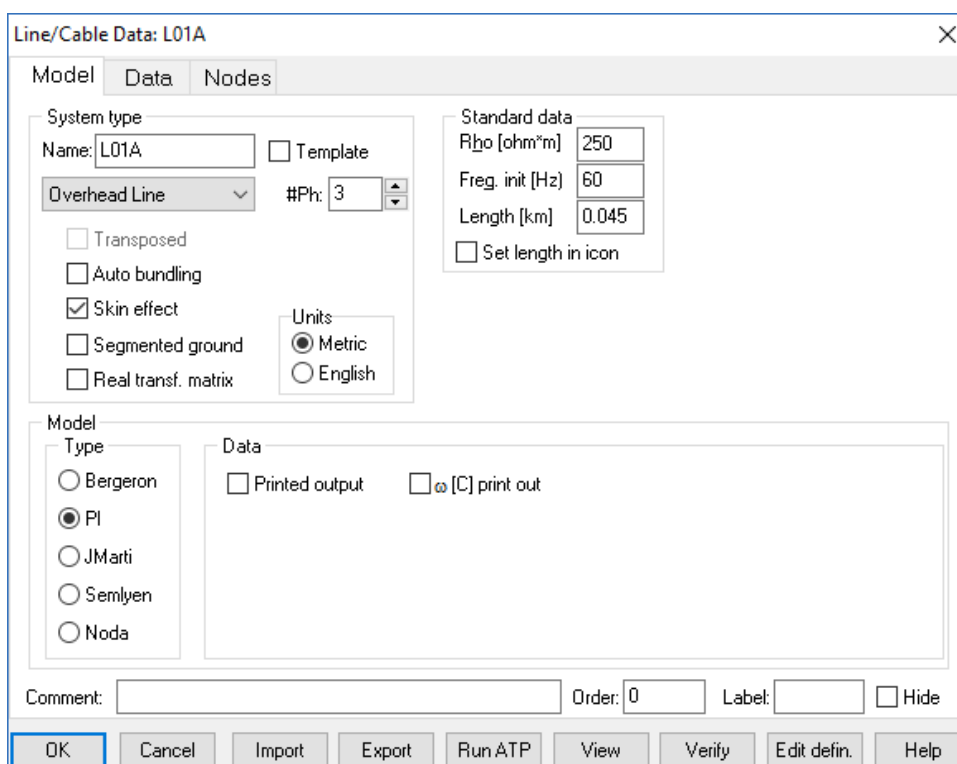 Line/Cable Data: L01A
Model Data Nodes
System type
Name: L01A Template
Overhead Line #Ph: 3
Transposed
Auto bundling
Skin effect
Segmented ground
Real transf. matrix
Units
Metric
English
Standard data
Rho [ohm*m] 250
Freq. init [Hz] 60
Length [km] 0.045
Set length in icon
Model
Type
Bergeron
PI
JMarti
Semlyen
Noda
Data
Printed output ω [C] print out
Comment: Order: 0 Label: Hide
OK Cancel Import Export Run ATP View Verify Edit defin. Help